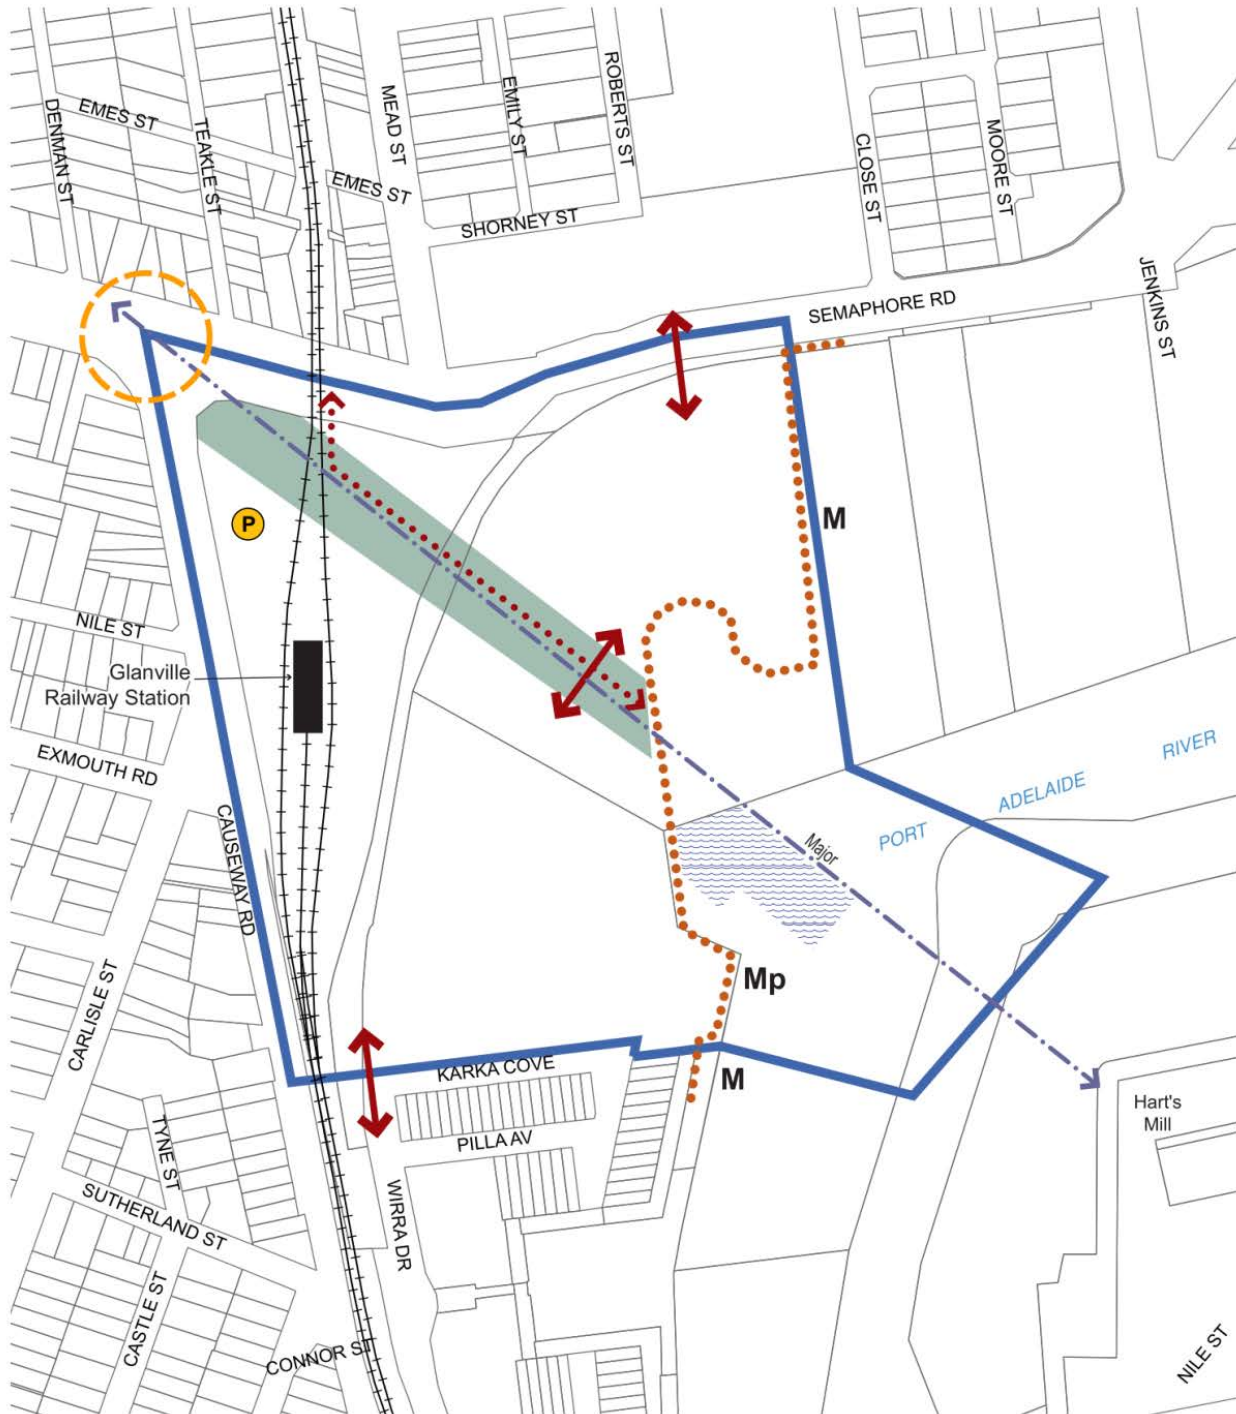 EMES ST
DENMAN ST
TEAKLE ST
MEAD ST
EMILY ST
ROBERTS ST
EMES ST
SHORNEY ST
CLOSE ST
MOORE ST
JENKINS ST
SEMAPHORE RD
P
M
NILE ST
Glanville
Railway Station
EXMOUTH RD
CAUSEWAY RD
RIVER
ADELAIDE
PORT
Major
CARLISLE ST
Mp
KARKA COVE
M
PILLA AV
Hart's
Mill
TYNE ST
SUTHERLAND ST
WIRRA DR
CASTLE ST
CONNOR ST
NILE ST